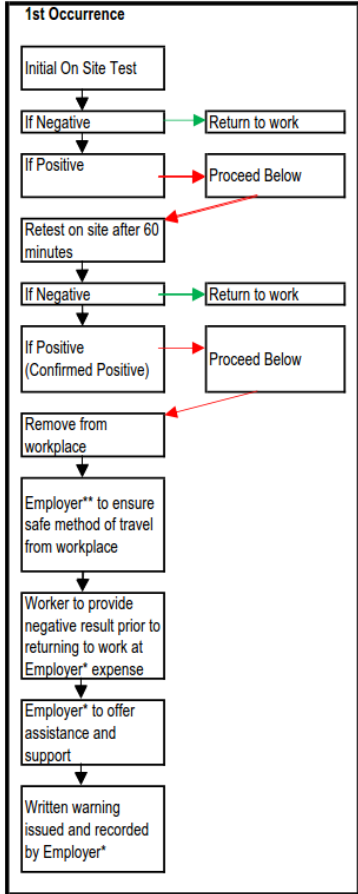 1st Occurrence
Initial On Site Test
If Negative
Return to work
If Positive
Proceed Below
Retest on site after 60
minutes
If Negative
Return to work
If Positive
(Confirmed Positive)
Proceed Below
Remove from
workplace
Employer** to ensure
safe method of travel
from workplace
Worker to provide
negative result prior to
returning to work at
Employer* expense
Employer* to offer
assistance and
support
Written warning
issued and recorded
by Employer*